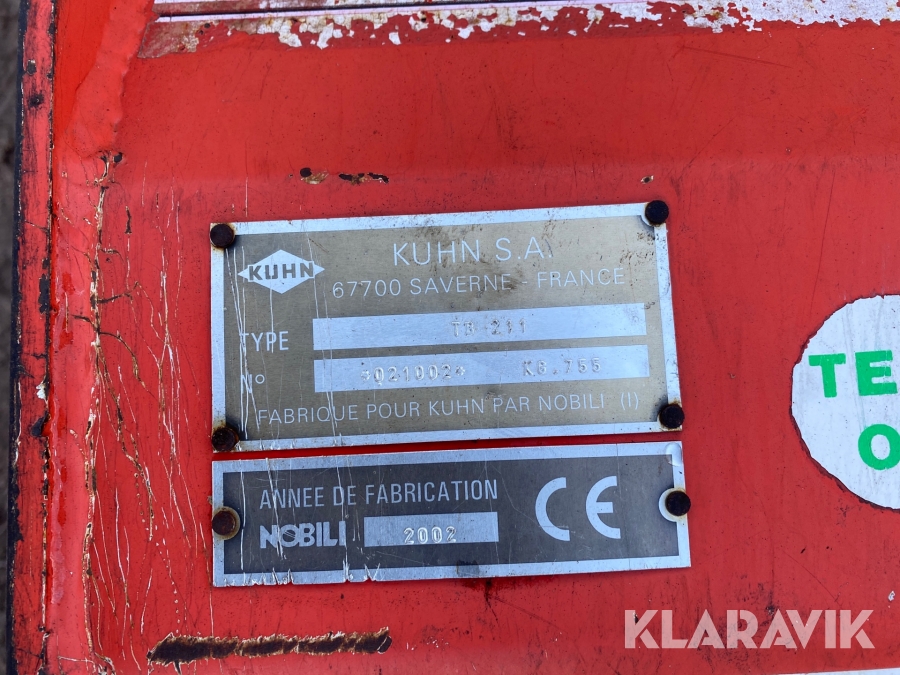 KUHN S.A.
KUHN
67700 SAVERNE - FRANCE
TYPE TB 211
N° KG.755
FABRIQUE POUR KUHN PAR NOBILI (I)
TE
O
ANNEE DE FABRICATION
NOBILI 2002 CE
KLARAVIK